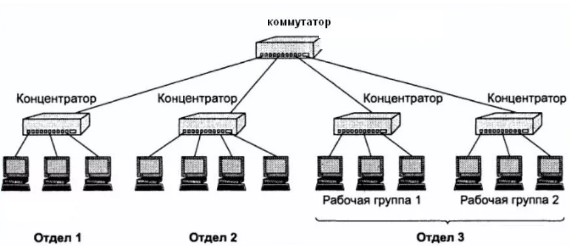 коммутатор
Концентратор Концентратор Концентратор Концентратор
Рабочая группа 1 Рабочая группа 2
Отдел 1 Отдел 2 Отдел 3